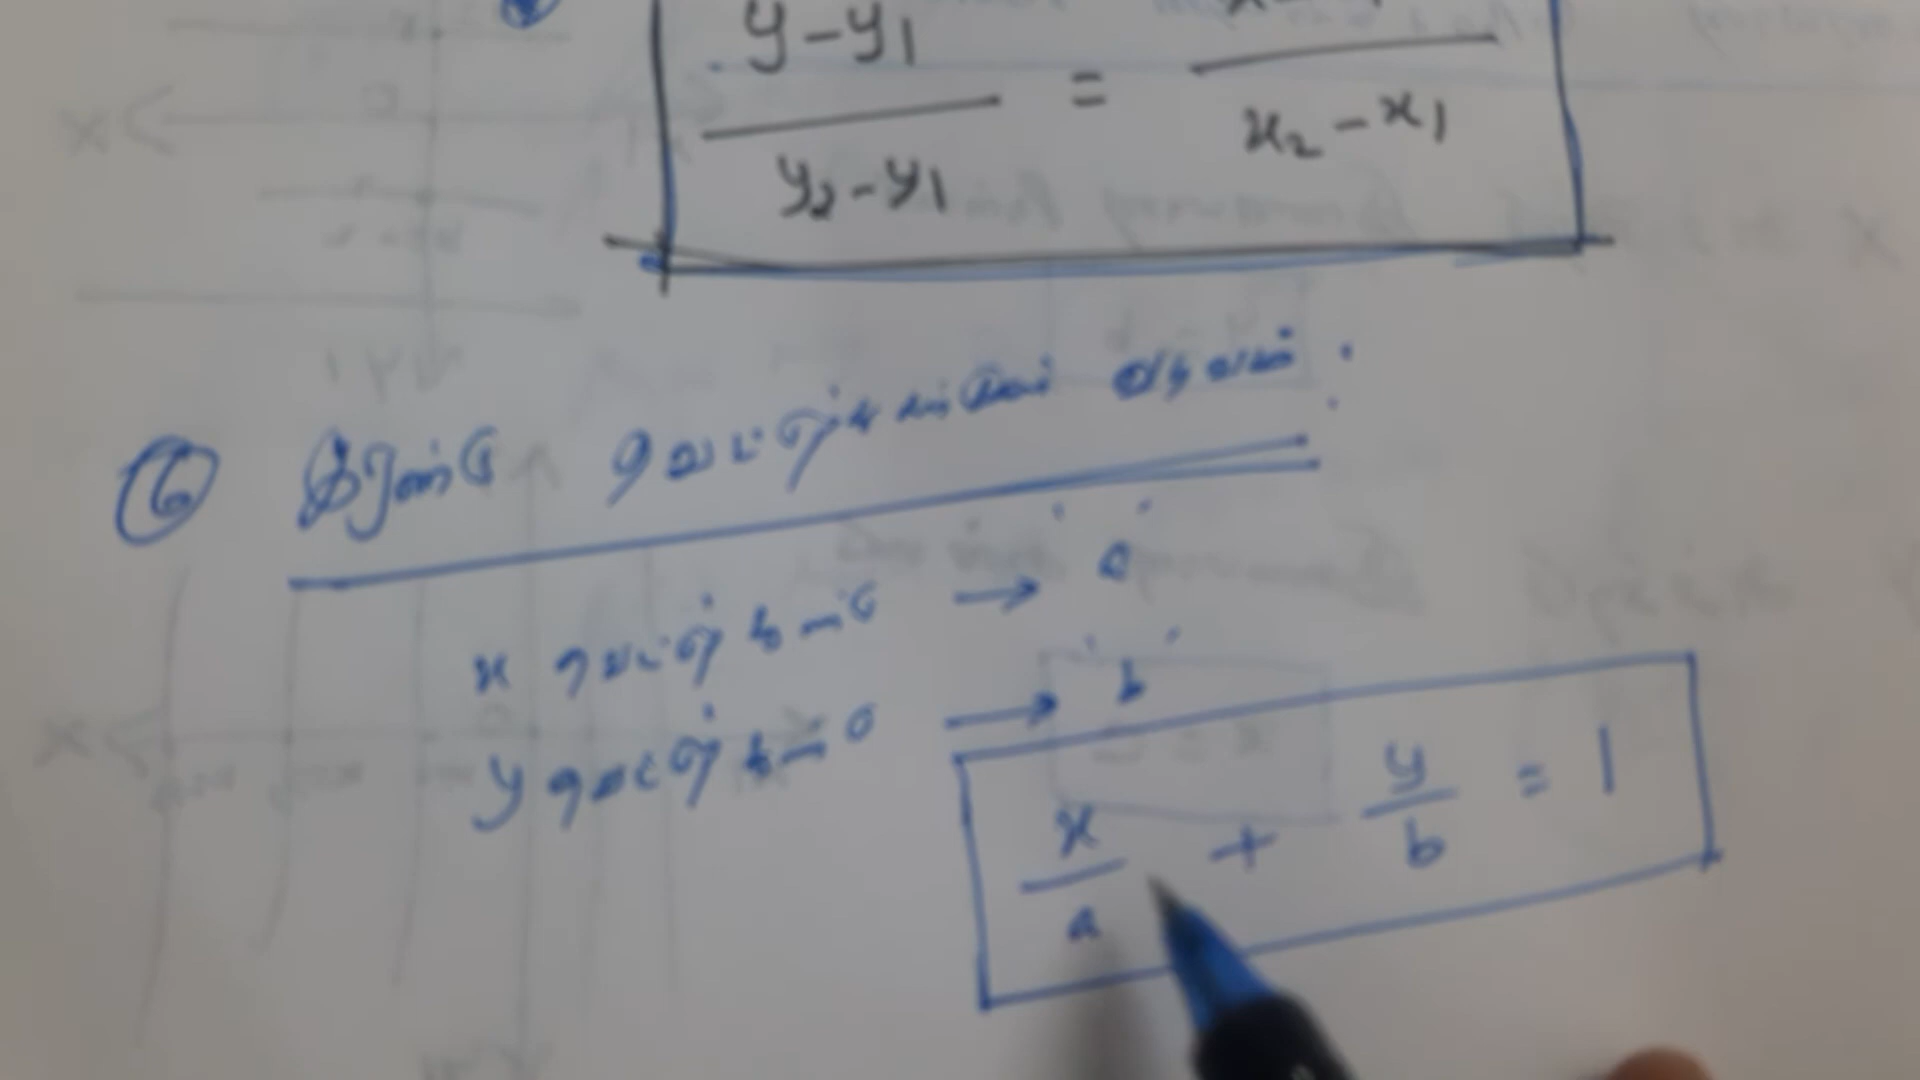 y - y₁ / y₂ - y₁ = / x₂ - x₁
⑥ இரண்டு வெட்டுத்துண்டுகள் வடிவம் :
x வெட்டுத்துண்டு → 'a'
y வெட்டுத்துண்டு → 'b'
x/a + y/b = 1